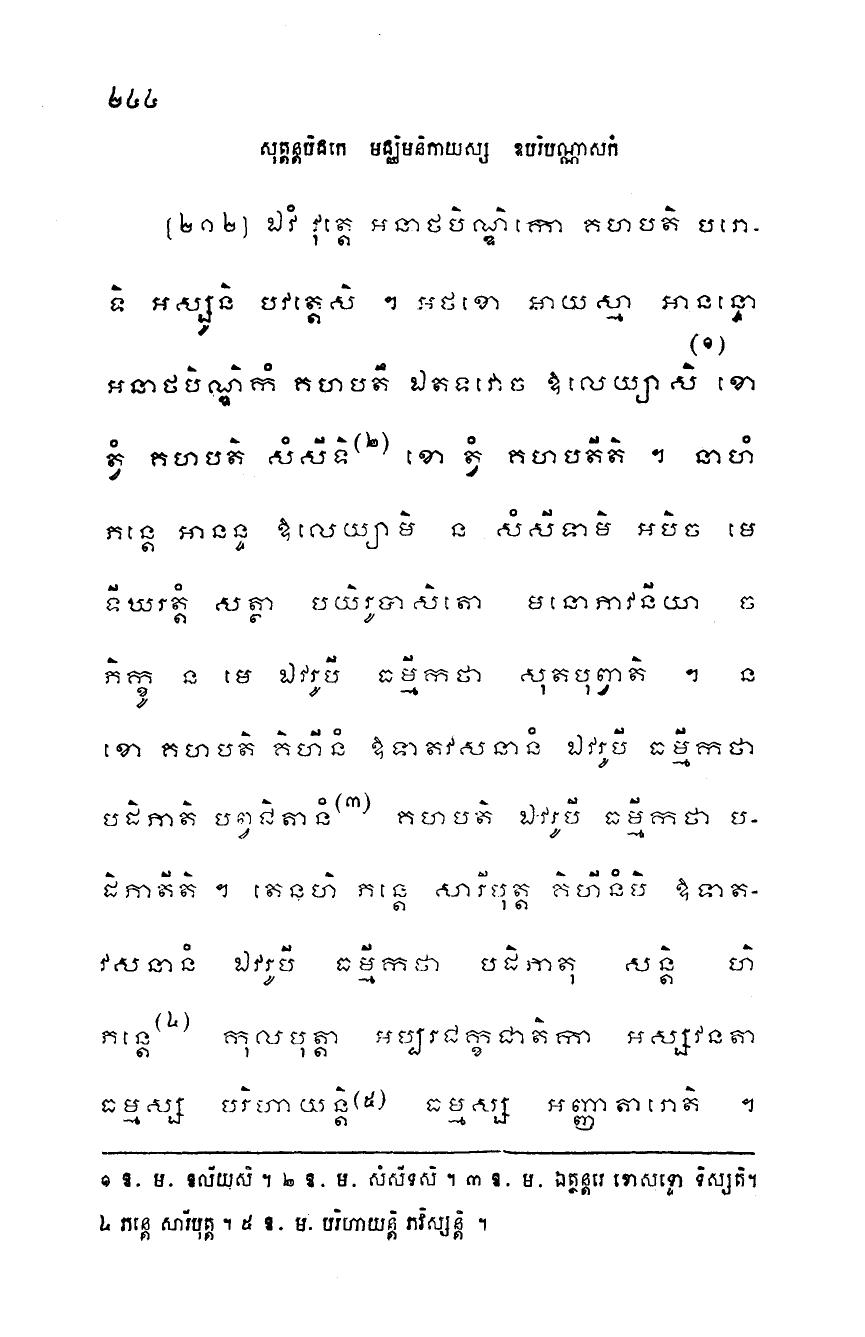 ២៤៤
សុត្តន្តបិដកេ មជ្ឈិមនិកាយស្ស ឧបរិបណ្ណាសកំ
[២១២] ឯវំ វុត្តេ អនាថបិណ្ឌិកោ គហបតិ បរោ-
ទិ អស្សូនិ បវត្តេសិ ។ អថខោ អាយស្មា អានន្ទោ
អនាថបិណ្ឌិកំ គហបតឹ ឯតទវោច ឱលេយ្យាសិ(១) ខោ
ត្វំ គហបតិ សំសីទិ(២) ខោ ត្វំ គហបតីតិ ។ នាហំ
ភន្តេ អានន្ទ ឱលេយ្យាមិ ន សំសីទាមិ អបិច មេ
ទីឃរត្តំ សត្ថា បយិរូបាសិតោ មនោភាវនីយា ច
ភិក្ខូ ន មេ ឯវរូបី ធម្មីកថា សុតបុព្វាតិ ។ ន
ខោ គហបតិ គិហីនំ ឱទាតវសនានំ ឯវរូបី ធម្មីកថា
បដិភាតិ បព្វជិតានំ(៣) គហបតិ ឯវរូបី ធម្មីកថា ប-
ដិភាតីតិ ។ តេនហិ ភន្តេ សារីបុត្ត គិហីនំបិ ឱទាត-
វសនានំ ឯវរូបី ធម្មីកថា បដិភាតុ សន្តិ ហិ
ភន្តេ(៤) កុលបុត្តា អប្បរជក្ខជាតិកា អស្សវនតា
ធម្មស្ស បរិហាយន្តិ(៥) ធម្មស្ស អញ្ញាតារោតិ ។
១ ឱ. ម. ឱលីយសិ ។ ២ ឱ. ម. សំសីទសិ ។ ៣ ឱ. ម. ឯត្ថន្តរេ ខោសទ្ទោ ទិស្សតិ។
៤ ភន្តេ សារីបុត្ត ។ ៥ ឱ. ម. បរិហាយន្តិ ភវិស្សន្តិ ។